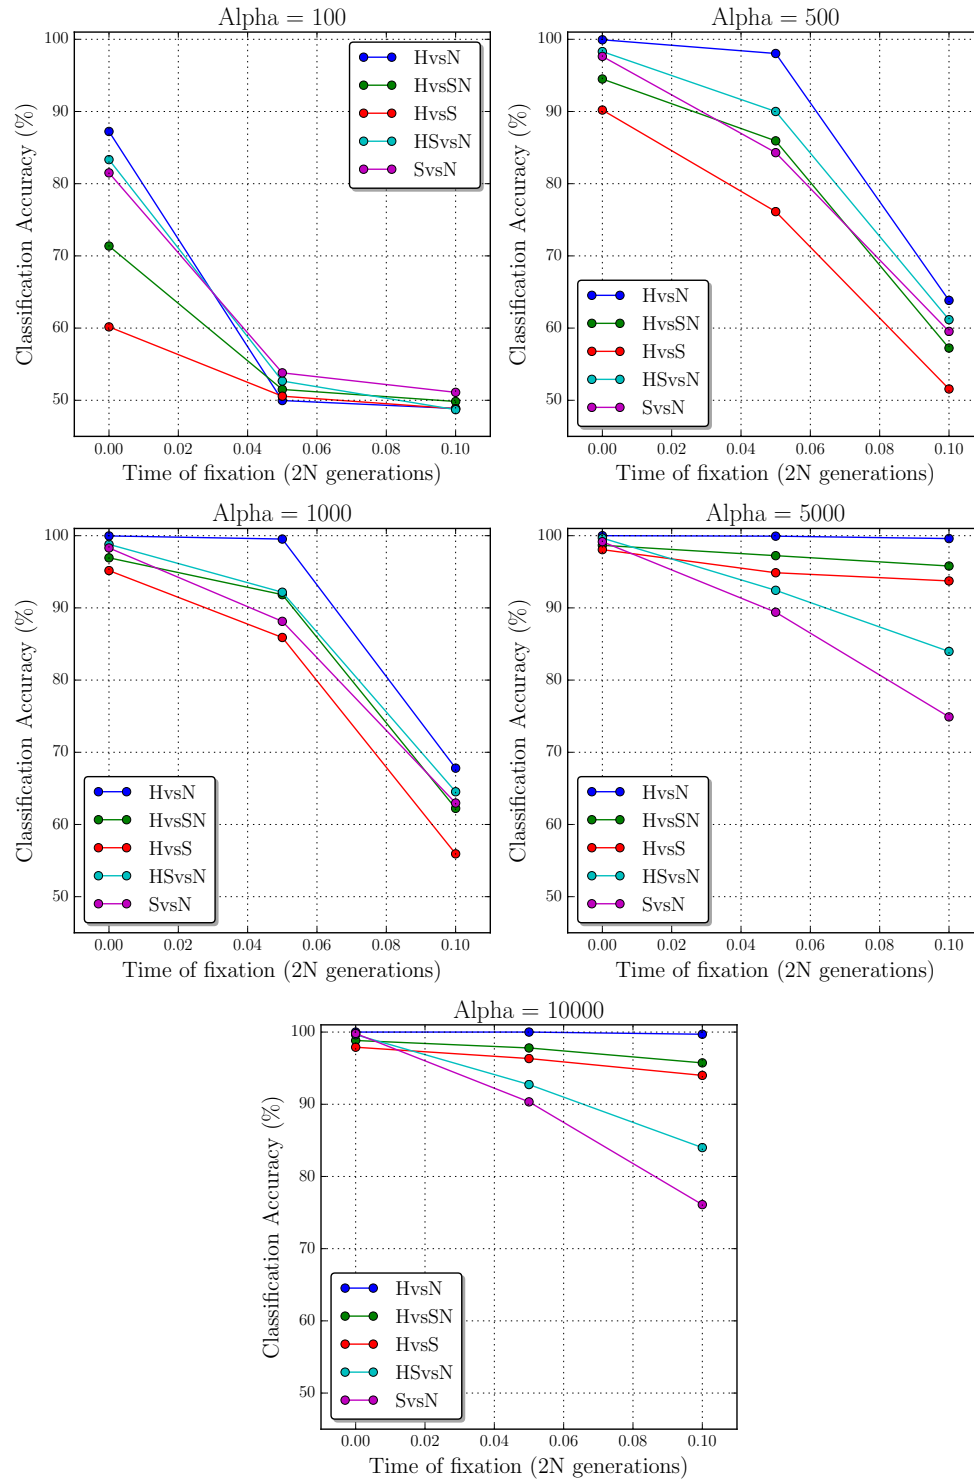 Alpha = 100
Classification Accuracy (%)
100
90
80
70
60
50
HvsN
HvsSN
HvsS
HSvsN
SvsN
0.00 0.02 0.04 0.06 0.08 0.10
Time of fixation (2N generations)
Alpha = 500
Classification Accuracy (%)
100
90
80
70
60
50
HvsN
HvsSN
HvsS
HSvsN
SvsN
0.00 0.02 0.04 0.06 0.08 0.10
Time of fixation (2N generations)
Alpha = 1000
Classification Accuracy (%)
100
90
80
70
60
50
HvsN
HvsSN
HvsS
HSvsN
SvsN
0.00 0.02 0.04 0.06 0.08 0.10
Time of fixation (2N generations)
Alpha = 5000
Classification Accuracy (%)
100
90
80
70
60
50
HvsN
HvsSN
HvsS
HSvsN
SvsN
0.00 0.02 0.04 0.06 0.08 0.10
Time of fixation (2N generations)
Alpha = 10000
Classification Accuracy (%)
100
90
80
70
60
50
HvsN
HvsSN
HvsS
HSvsN
SvsN
0.00 0.02 0.04 0.06 0.08 0.10
Time of fixation (2N generations)